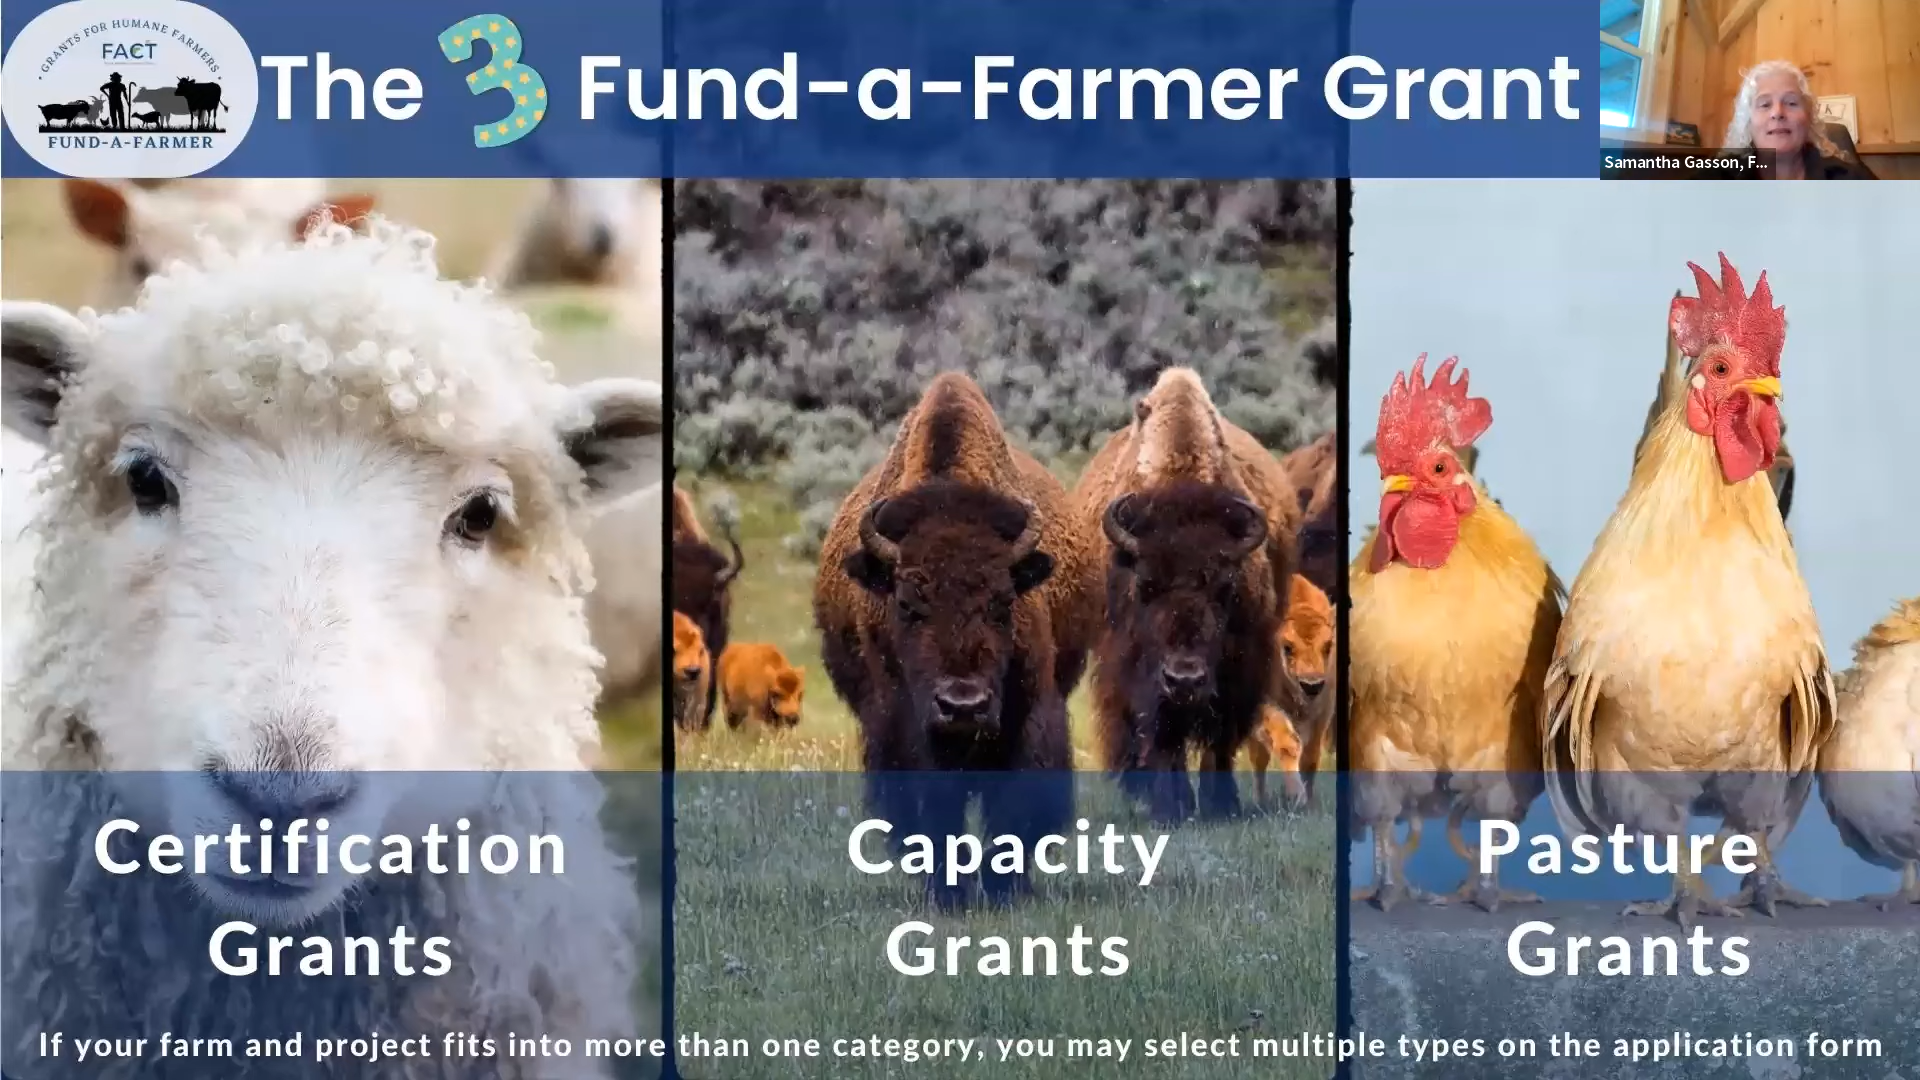 · GRANTS FOR HUMANE FARMERS ·
FACT
FUND-A-FARMER
The 3 Fund-a-Farmer Grant
Samantha Gasson, F...
Certification
Grants
Capacity
Grants
Pasture
Grants
If your farm and project fits into more than one category, you may select multiple types on the application form